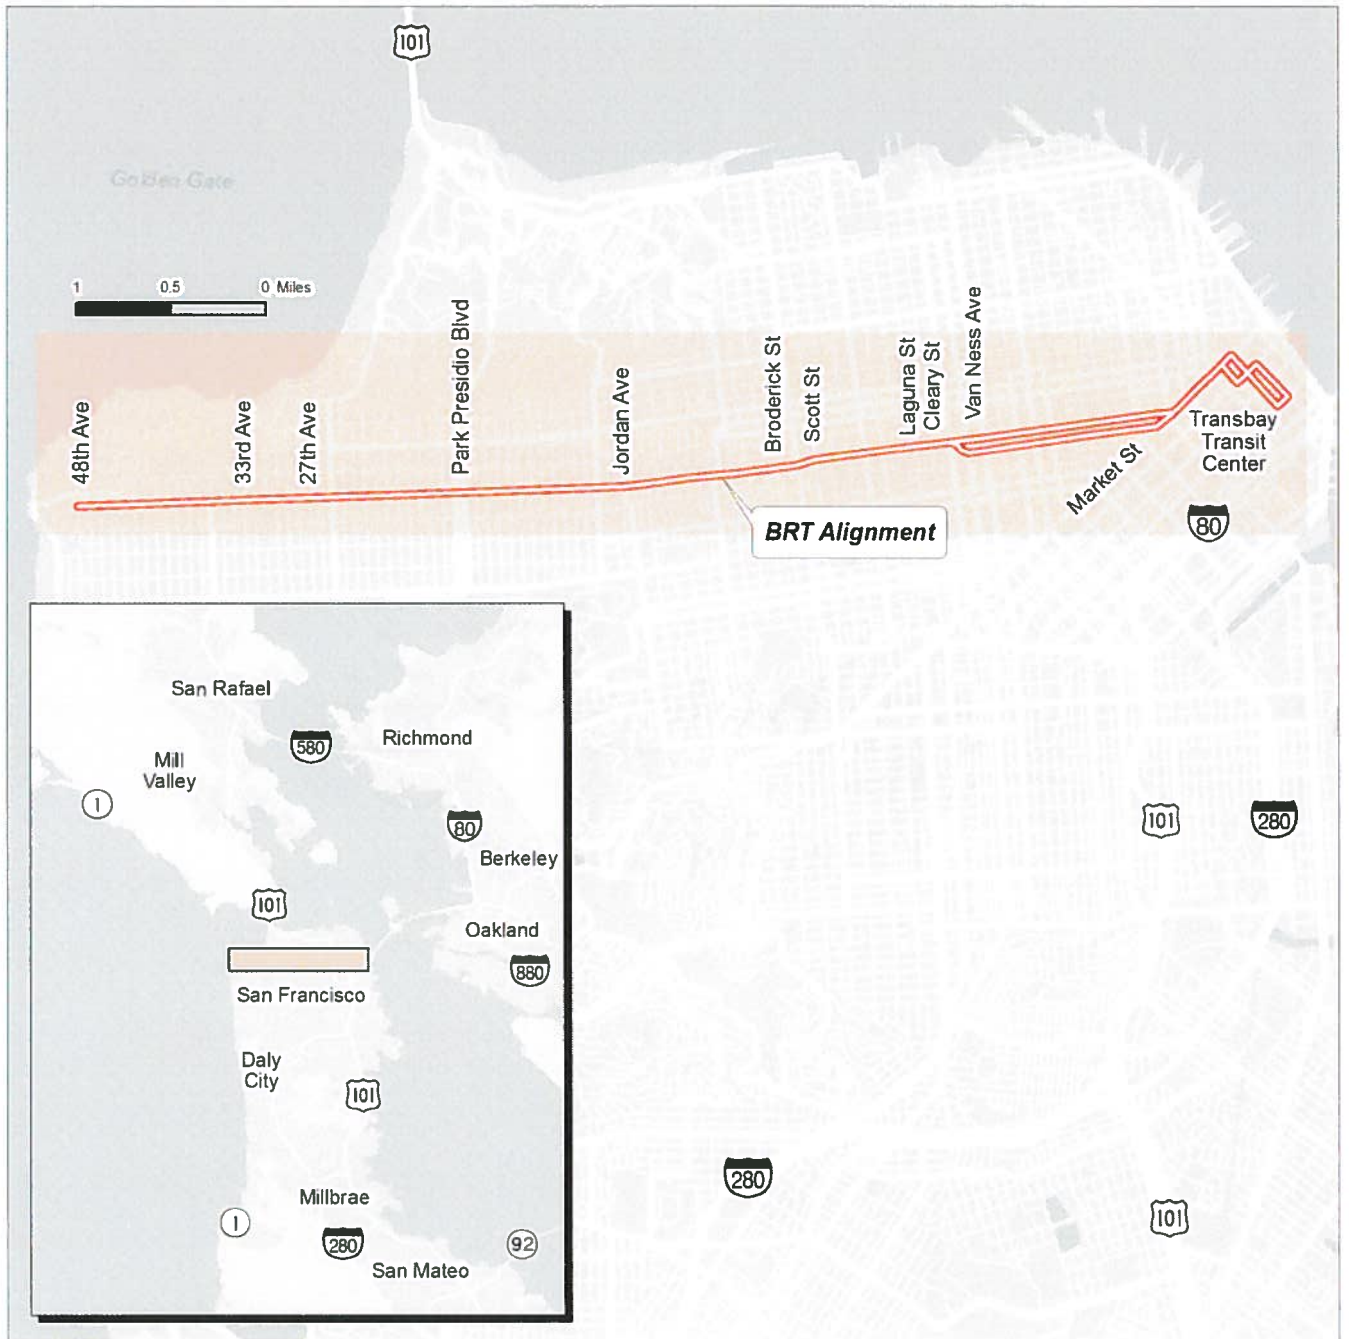 101
Golden Gate
1 0.5 0 Miles
48th Ave
33rd Ave
27th Ave
Park Presidio Blvd
Jordan Ave
Broderick St
Scott St
Laguna St
Cleary St
Van Ness Ave
Market St
Transbay
Transit
Center
80
BRT Alignment
San Rafael
580
Richmond
Mill
Valley
1
80
Berkeley
101
Oakland
880
San Francisco
Daly
City
101
Millbrae
1
280
92
San Mateo
101
280
280
101